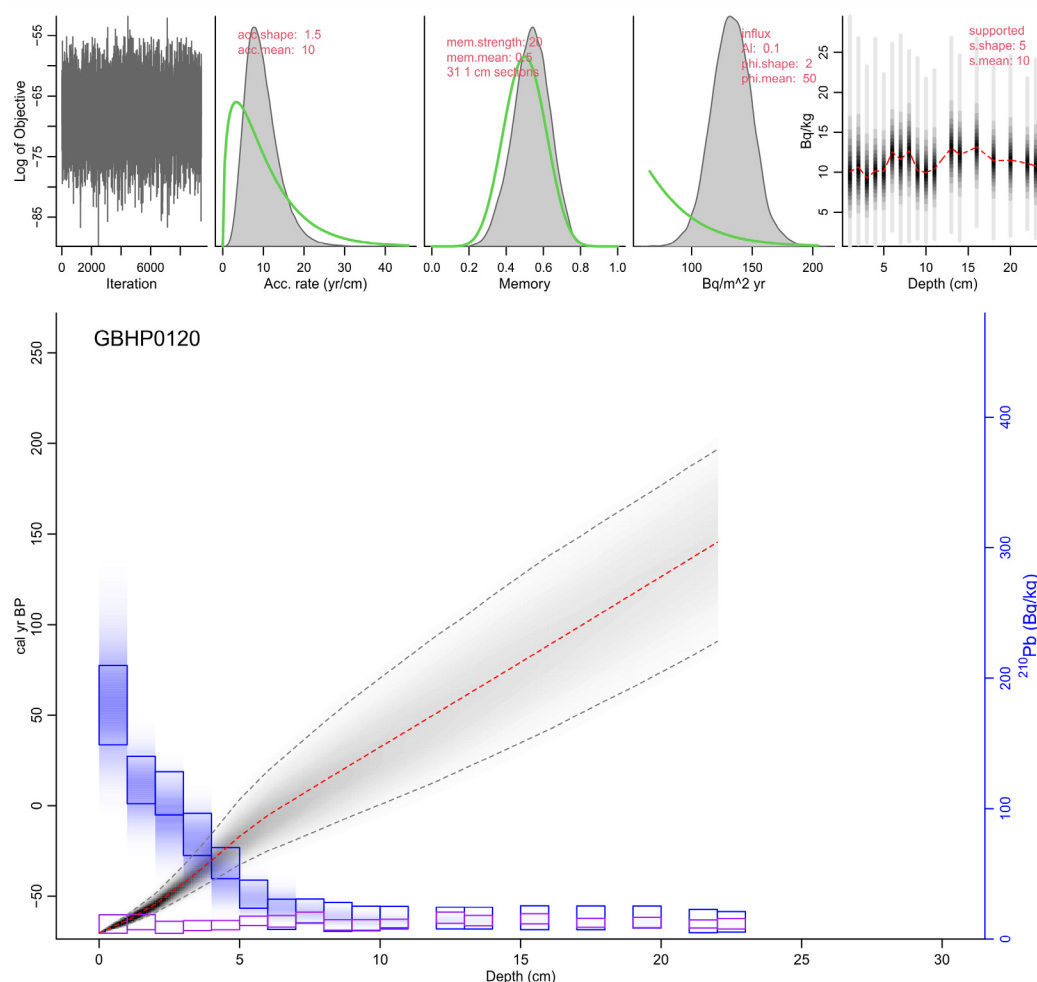 −55
−65
−75
−85
Log of Objective
0 2000 6000
Iteration
acc.shape: 1.5
acc.mean: 10
0 10 20 30 40
Acc. rate (yr/cm)
mem.strength: 20
mem.mean: 0.5
31 1 cm sections
0.0 0.2 0.4 0.6 0.8 1.0
Memory
influx
Al: 0.1
phi.shape: 2
phi.mean: 50
100 150 200
Bq/m^2 yr
supported
s.shape: 5
s.mean: 10
25
20
15
10
5
Bq/kg
5 10 15 20
Depth (cm)
GBHP0120
250
200
150
100
50
0
−50
cal yr BP
0 5 10 15 20 25 30
Depth (cm)
400
300
200
100
0
²¹⁰Pb (Bq/kg)